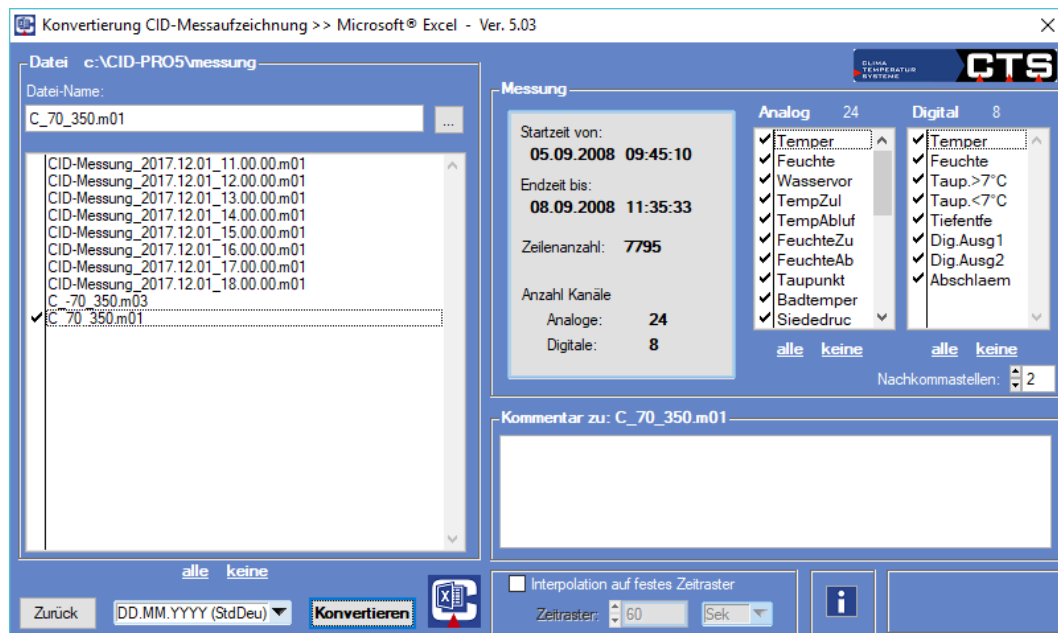 Konvertierung CID-Messaufzeichnung >> Microsoft® Excel - Ver. 5.03
Datei c:\CID-PRO5\messung
Datei-Name:
C_70_350.m01
...
CID-Messung_2017.12.01_11.00.00.m01
CID-Messung_2017.12.01_12.00.00.m01
CID-Messung_2017.12.01_13.00.00.m01
CID-Messung_2017.12.01_14.00.00.m01
CID-Messung_2017.12.01_15.00.00.m01
CID-Messung_2017.12.01_16.00.00.m01
CID-Messung_2017.12.01_17.00.00.m01
CID-Messung_2017.12.01_18.00.00.m01
C_-70_350.m03
C_70_350.m01
alle keine
Zurück
DD.MM.YYYY (StdDeu)
Konvertieren
CLIMA
TEMPERATUR
SYSTEME
CTS
Messung
Startzeit von:
05.09.2008 09:45:10
Endzeit bis:
08.09.2008 11:35:33
Zeilenanzahl: 7795
Anzahl Kanäle
Analoge: 24
Digitale: 8
Analog 24
Temper
Feuchte
Wasservor
TempZul
TempAbluf
FeuchteZu
FeuchteAb
Taupunkt
Badtemper
Siededruc
alle keine
Digital 8
Temper
Feuchte
Taup.>7°C
Taup.<7°C
Tiefentfe
Dig.Ausg1
Dig.Ausg2
Abschlaem
alle keine
Nachkommastellen: 2
Kommentar zu: C_70_350.m01
Interpolation auf festes Zeitraster
Zeitraster: 60 Sek
i